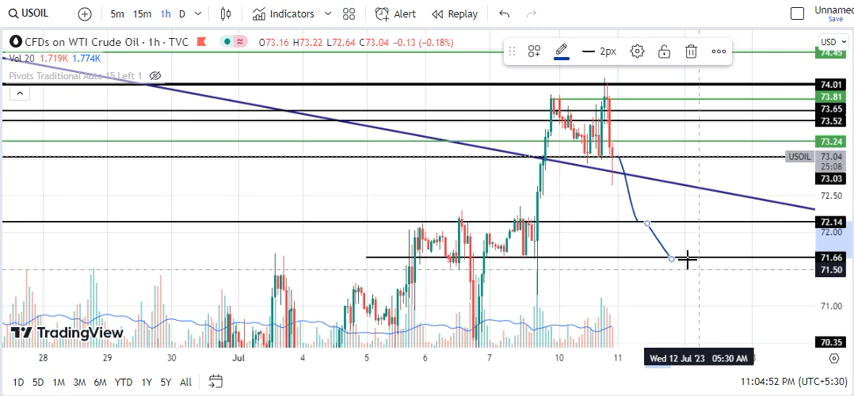 USOIL 5m 15m 1h D Indicators Alert Replay Unnamed
Save
CFDs on WTI Crude Oil · 1h · TVC O73.16 H73.22 L72.64 C73.04 −0.13 (−0.18%) 2px USD
Vol 20 1.719K 1.774K 74.45
Pivots Traditional Auto 15 Left 1
74.01
73.81
73.65
73.52
73.24
USOIL 73.04
25:08
73.03
72.50
72.14
72.00
71.66
71.50
71.00
TradingView
70.35
28 29 30 Jul 4 5 6 7 10 11
Wed 12 Jul '23 05:30 AM
1D 5D 1M 3M 6M YTD 1Y 5Y All 11:04:52 PM (UTC+5:30)